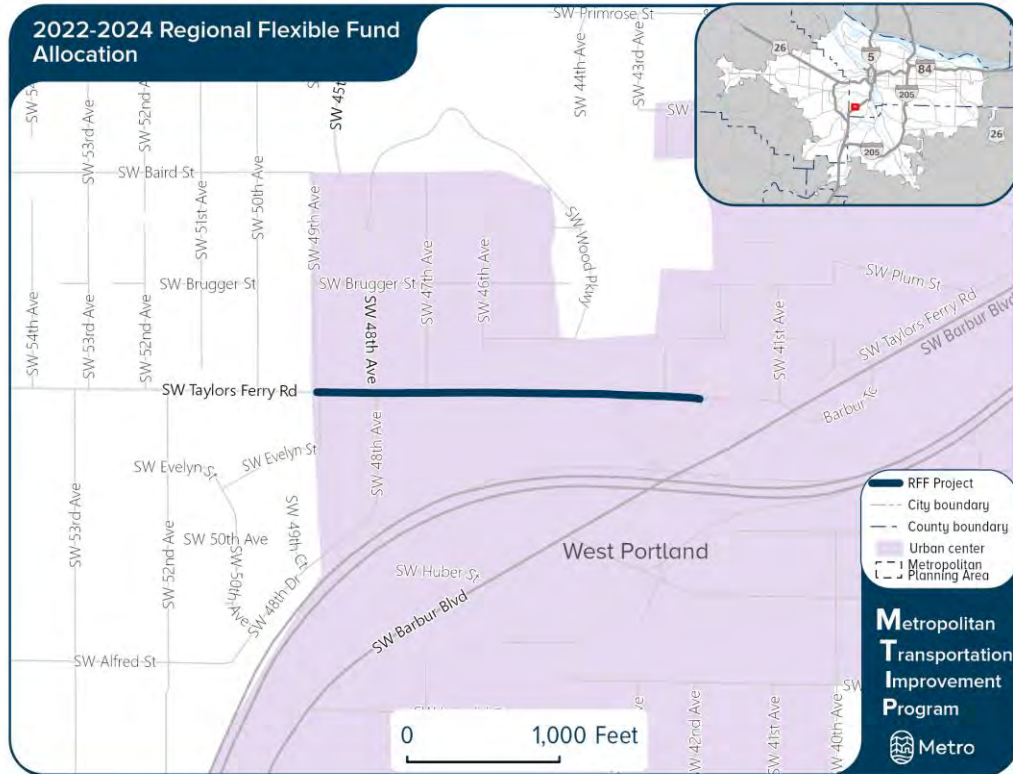 2022-2024 Regional Flexible Fund
Allocation
SW Primrose St
SW 44th Ave
SW 43rd Ave
26
5
84
205
26
205
SW 53rd Ave
SW 52nd Ave
SW 45t
SW
SW Baird St
SW 51st Ave
SW 50th Ave
SW 49th Ave
SW 47th Ave
SW 46th Ave
SW Wood Pkwy
SW Brugger St
SW Brugger St
SW Plum St
SW 54th Ave
SW 53rd Ave
SW 52nd Ave
SW 48th Ave
SW 41st Ave
SW Taylors Ferry Rd
SW Barbur Blvd
SW Taylors Ferry Rd
Barbur Tc
SW Evelyn St
SW Evelyn St
SW 48th Ave
SW 53rd Ave
SW 52nd Ave
SW 50th Ave
SW 50th Ave
SW 49th Ct
SW 48th Dr
West Portland
SW Huber St
SW Barbur Blvd
SW Alfred St
SW
SW 42nd Ave
SW 41st Ave
SW 40th Ave
0 1,000 Feet
RFF Project
City boundary
County boundary
Urban center
Metropolitan
Planning Area
Metropolitan
Transportation
Improvement
Program
Metro